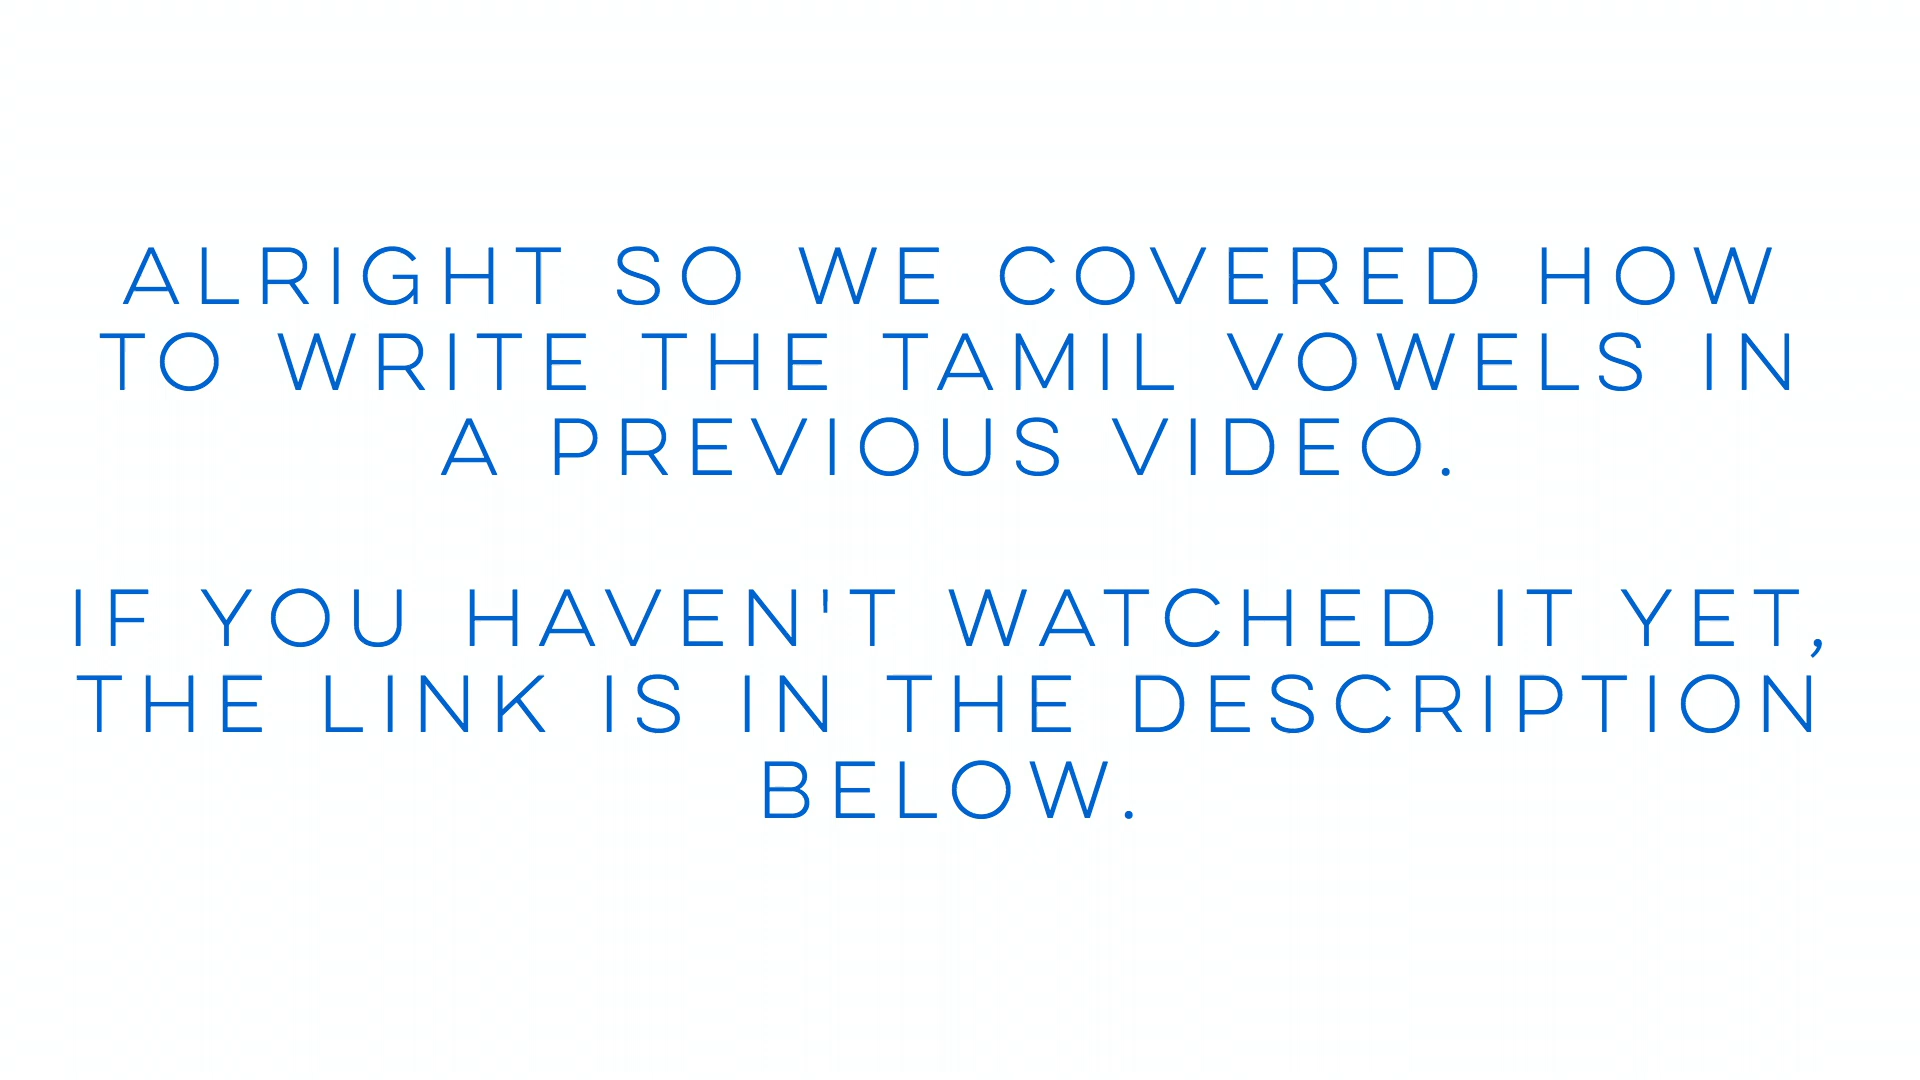 ALRIGHT SO WE COVERED HOW
TO WRITE THE TAMIL VOWELS IN
A PREVIOUS VIDEO.
IF YOU HAVEN'T WATCHED IT YET,
THE LINK IS IN THE DESCRIPTION
BELOW.